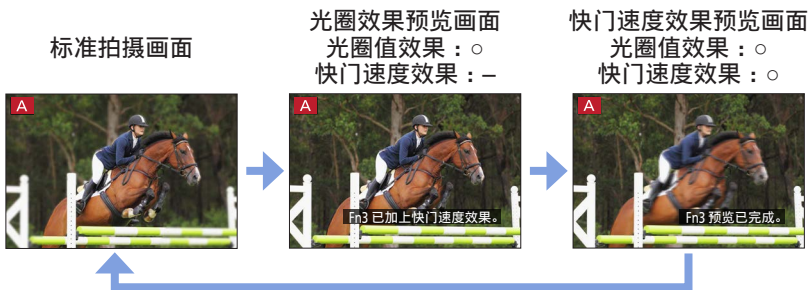 标准拍摄画面
光圈效果预览画面
光圈值效果：○
快门速度效果：–
快门速度效果预览画面
光圈值效果：○
快门速度效果：○
A
A
Fn3 已加上快门速度效果。
A
Fn3 预览已完成。